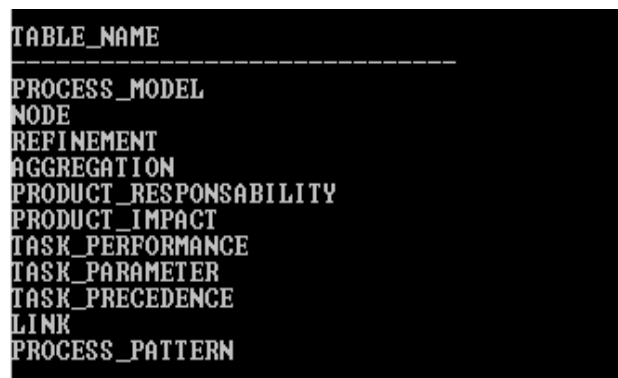 TABLE_NAME
------------------------------
PROCESS_MODEL
NODE
REFINEMENT
AGGREGATION
PRODUCT_RESPONSABILITY
PRODUCT_IMPACT
TASK_PERFORMANCE
TASK_PARAMETER
TASK_PRECEDENCE
LINK
PROCESS_PATTERN